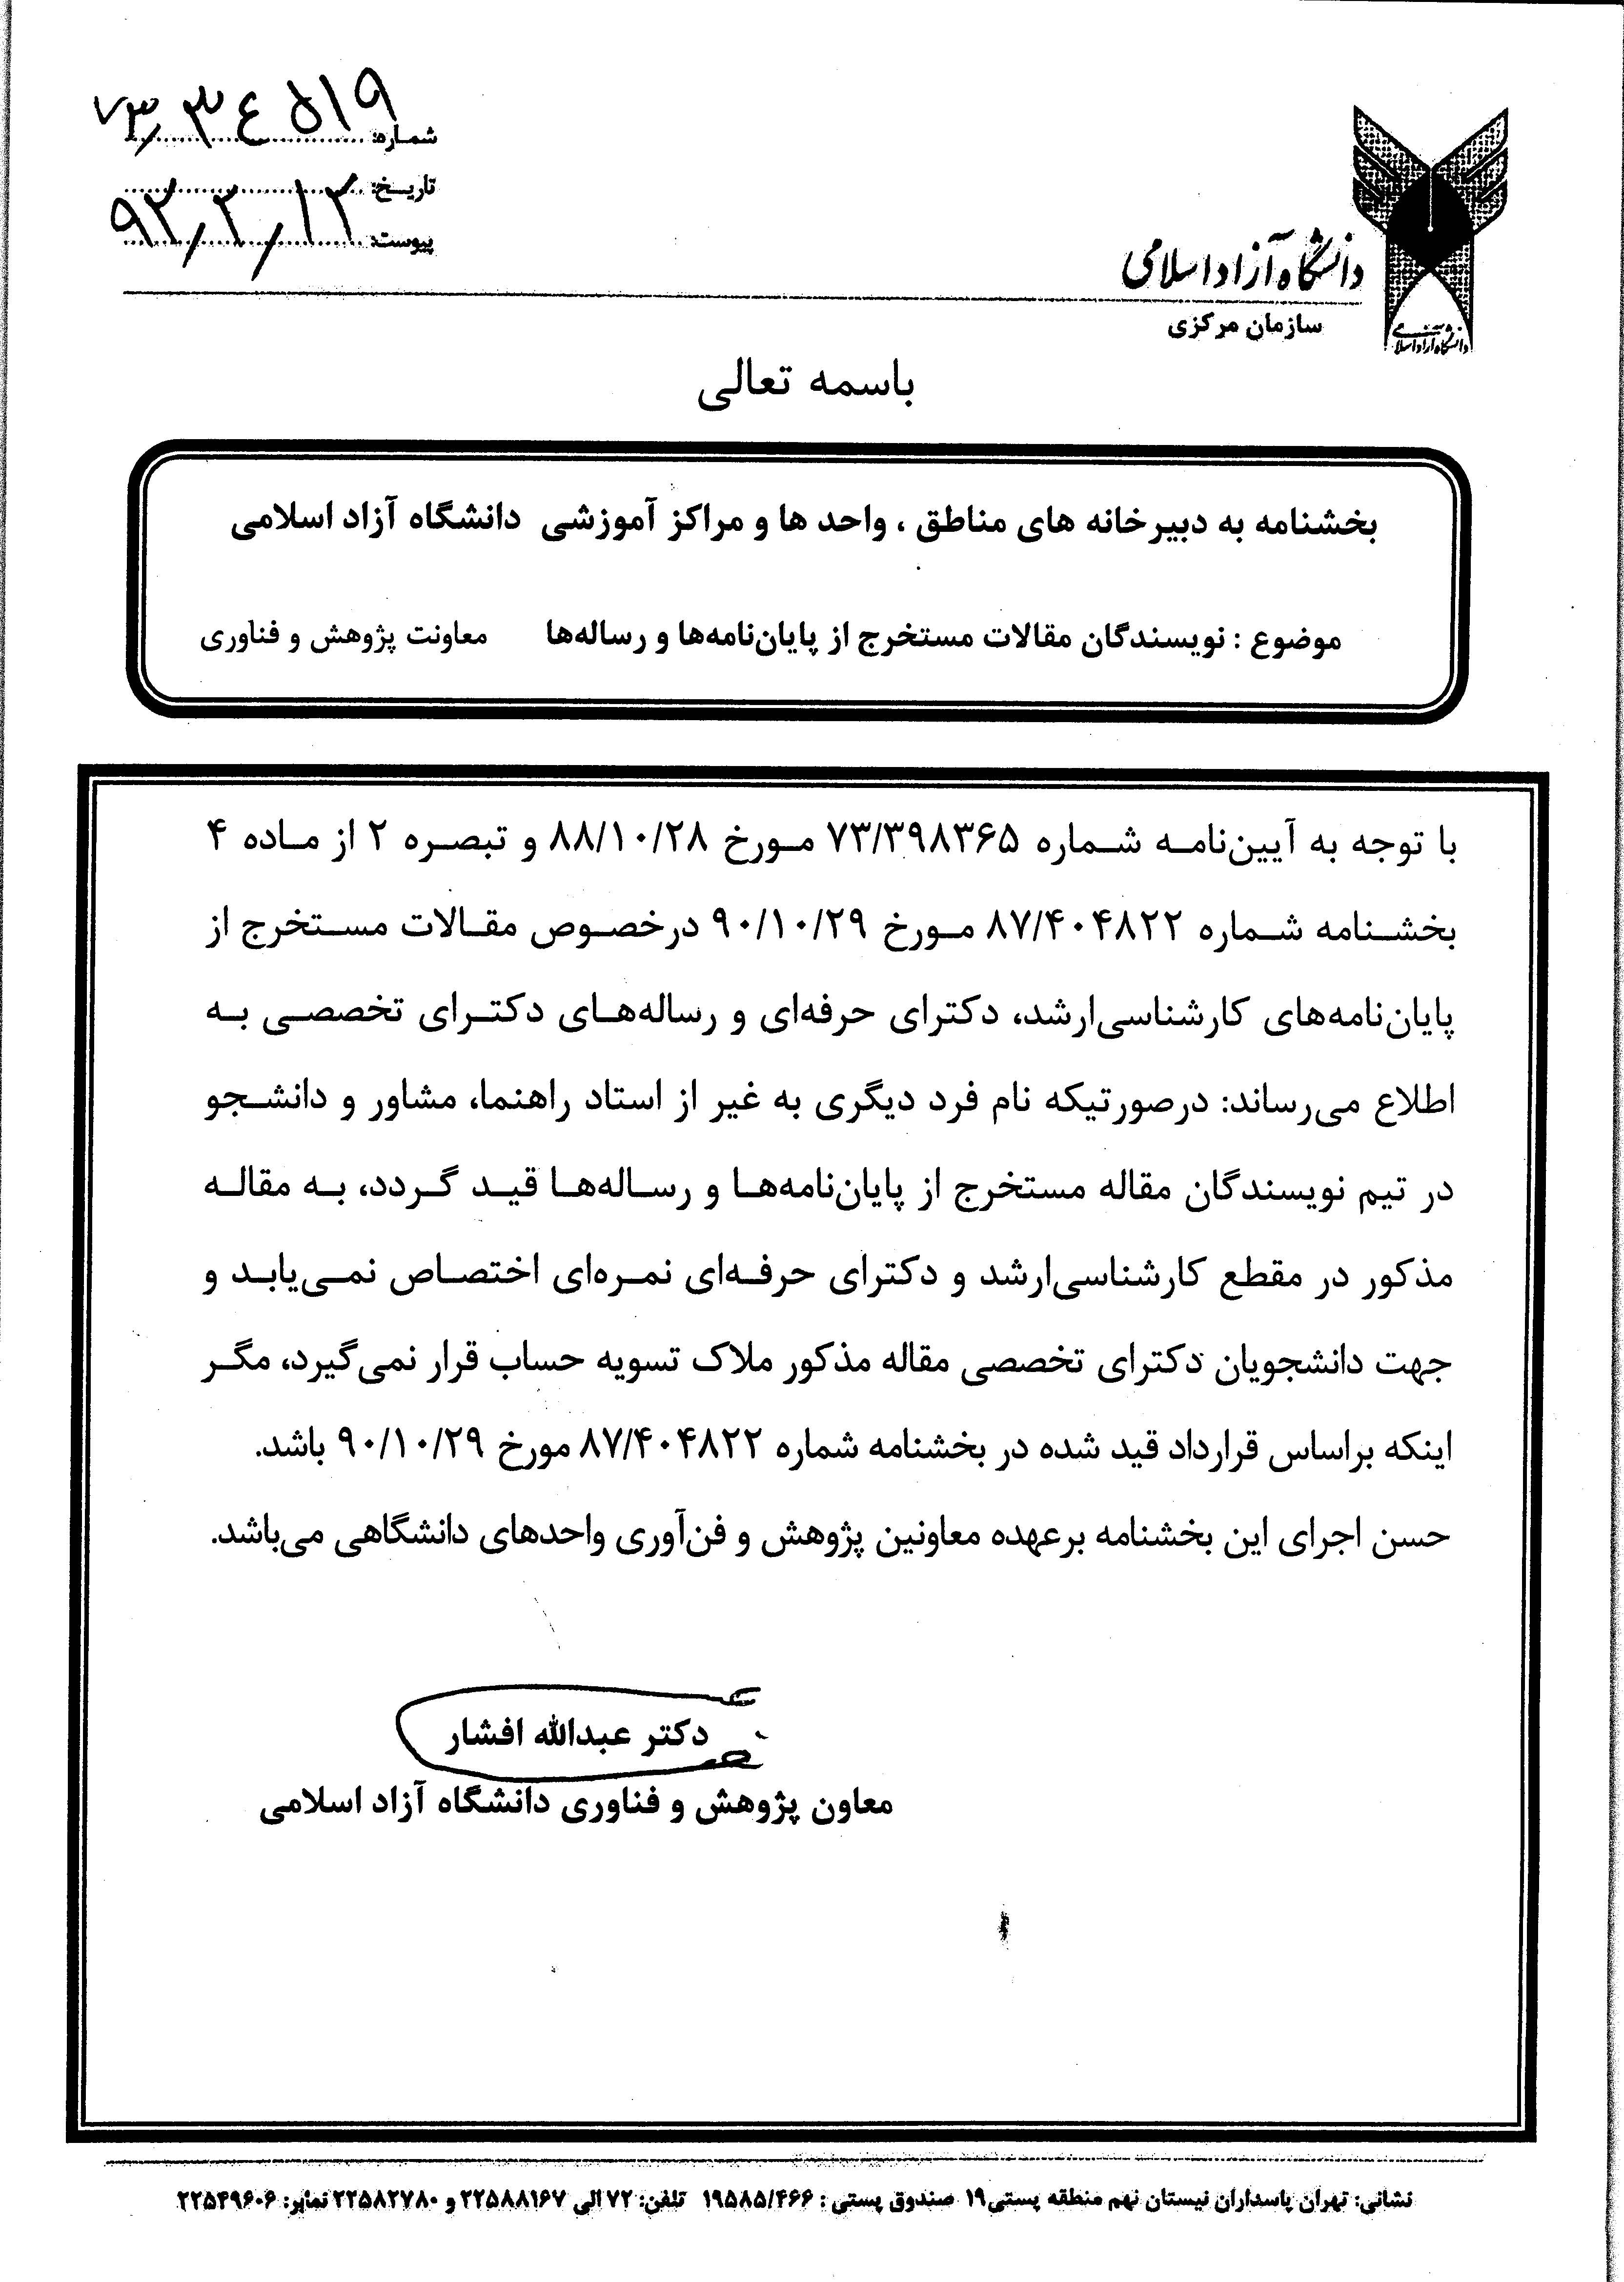 شماره: ۷۳/۳۴۵۱۹
تاریخ: ۹۲/۲/۱۲
پیوست:
دانشگاه آزاد اسلامی
سازمان مرکزی
باسمه تعالی
بخشنامه به دبیرخانه های مناطق ، واحد ها و مراکز آموزشی دانشگاه آزاد اسلامی
موضوع : نویسندگان مقالات مستخرج از پایان‌نامه‌ها و رساله‌ها معاونت پژوهش و فناوری
با توجه به آیین‌نامه شماره ۷۳/۳۹۸۳۶۵ مورخ ۸۸/۱۰/۲۸ و تبصره ۲ از ماده ۴
بخشنامه شماره ۸۷/۴۰۴۸۲۲ مورخ ۹۰/۱۰/۲۹ درخصوص مقالات مستخرج از
پایان‌نامه‌های کارشناسی‌ارشد، دکترای حرفه‌ای و رساله‌های دکترای تخصصی به
اطلاع می‌رساند: درصورتیکه نام فرد دیگری به غیر از استاد راهنما، مشاور و دانشجو
در تیم نویسندگان مقاله مستخرج از پایان‌نامه‌ها و رساله‌ها قید گردد، به مقاله
مذکور در مقطع کارشناسی‌ارشد و دکترای حرفه‌ای نمره‌ای اختصاص نمی‌یابد و
جهت دانشجویان دکترای تخصصی مقاله مذکور ملاک تسویه حساب قرار نمی‌گیرد، مگر
اینکه براساس قرارداد قید شده در بخشنامه شماره ۸۷/۴۰۴۸۲۲ مورخ ۹۰/۱۰/۲۹ باشد.
حسن اجرای این بخشنامه برعهده معاونین پژوهش و فن‌آوری واحدهای دانشگاهی می‌باشد.
دکتر عبدالله افشار
معاون پژوهش و فناوری دانشگاه آزاد اسلامی
نشانی: تهران پاسداران نیستان نهم منطقه پستی۱۹ صندوق پستی : ۱۹۵۸۵/۴۶۶ تلفن: ۷۲ الی ۲۲۵۸۸۱۶۷ و ۲۲۵۸۲۷۸۰ نمابر: ۲۲۵۴۹۶۰۶